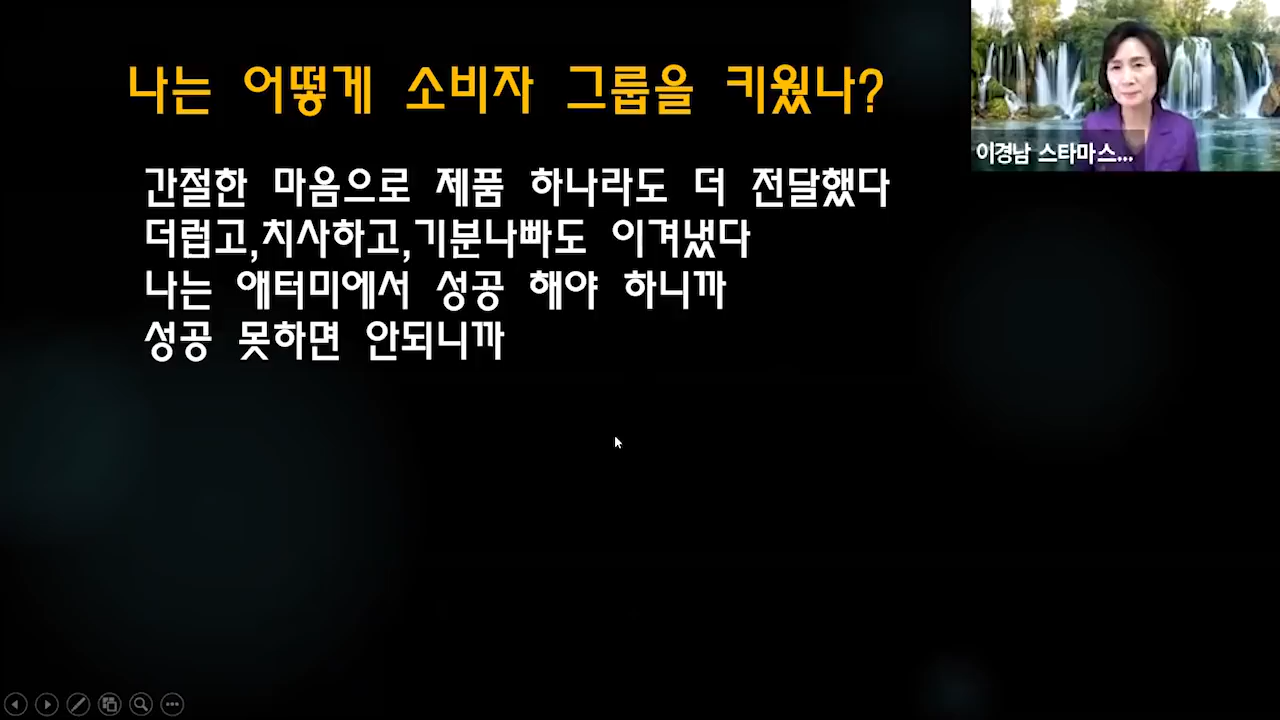 나는 어떻게 소비자 그룹을 키웠나?
이경남 스타마스...
간절한 마음으로 제품 하나라도 더 전달했다
더럽고,치사하고,기분나빠도 이겨냈다
나는 애터미에서 성공 해야 하니까
성공 못하면 안되니까